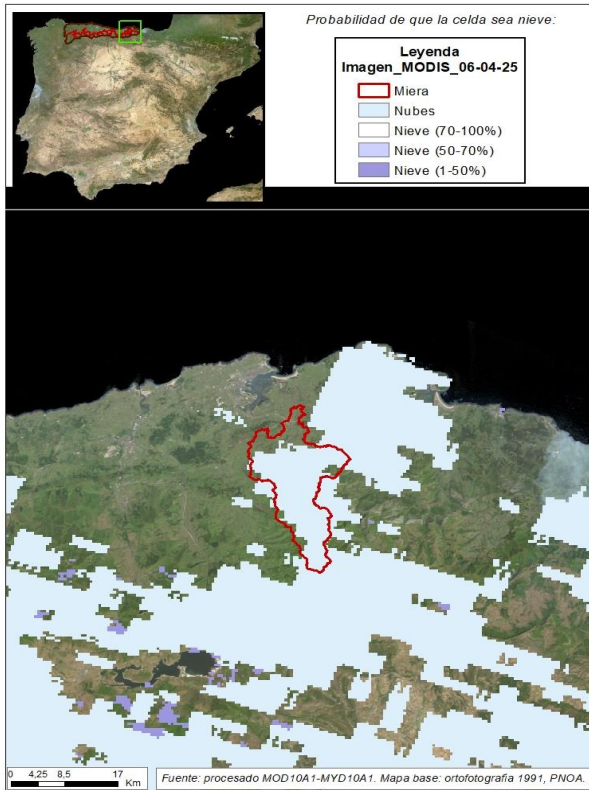 Probabilidad de que la celda sea nieve:
Leyenda
Imagen_MODIS_06-04-25
Miera
Nubes
Nieve (70-100%)
Nieve (50-70%)
Nieve (1-50%)
0 4,25 8,5 17
Km
Fuente: procesado MOD10A1-MYD10A1. Mapa base: ortofotografia 1991, PNOA.